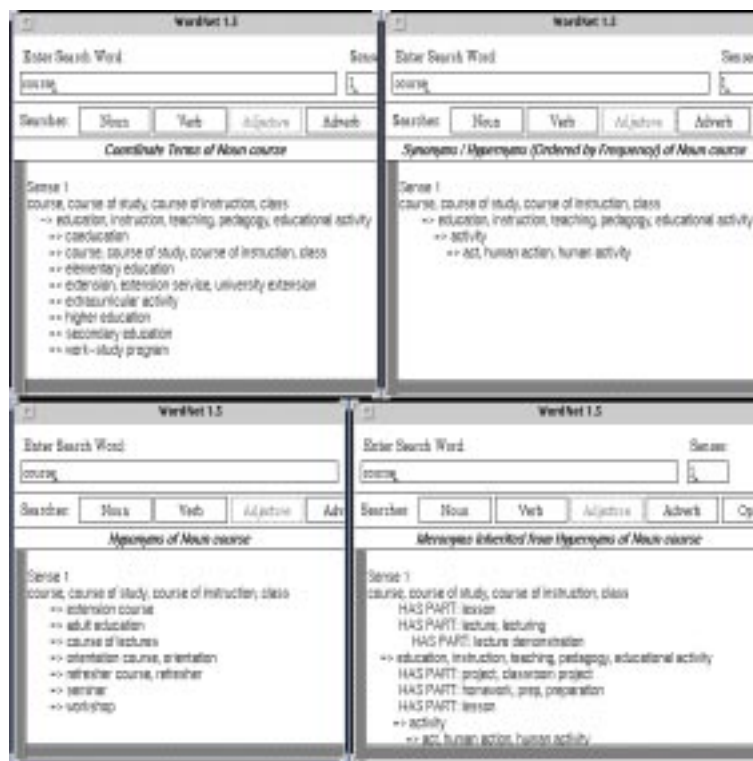 WordNet 1.5
Enter Search Word
Sense
course
1
Searches: Noun Verb Adjective Adverb
Coordinate Terms of Noun course
Sense 1
course, course of study, course of instruction, class
=> education, instruction, teaching, pedagogy, educational activity
=> coeducation
=> course, course of study, course of instruction, class
=> elementary education
=> extension, extension service, university extension
=> extracurricular activity
=> higher education
=> secondary education
=> work-study program
WordNet 1.5
Enter Search Word
Sense
course
1
Searches: Noun Verb Adjective Adverb
Synonyms / Hypernyms (Ordered by Frequency) of Noun course
Sense 1
course, course of study, course of instruction, class
=> education, instruction, teaching, pedagogy, educational activity
=> activity
=> act, human action, human activity
WordNet 1.5
Enter Search Word
course
Searches: Noun Verb Adjective Adv
Hyponyms of Noun course
Sense 1
course, course of study, course of instruction, class
=> extension course
=> adult education
=> course of lectures
=> orientation course, orientation
=> refresher course, refresher
=> seminar
=> workshop
WordNet 1.5
Enter Search Word
Senses:
course
1
Searches: Noun Verb Adjective Adverb Op
Meronyms Inherited from Hypernyms of Noun course
Sense 1
course, course of study, course of instruction, class
HAS PART: lesson
HAS PART: lecture, lecturing
HAS PART: lecture demonstration
=> education, instruction, teaching, pedagogy, educational activity
HAS PART: project, classroom project
HAS PART: homework, prep, preparation
HAS PART: lesson
=> activity
=> act, human action, human activity